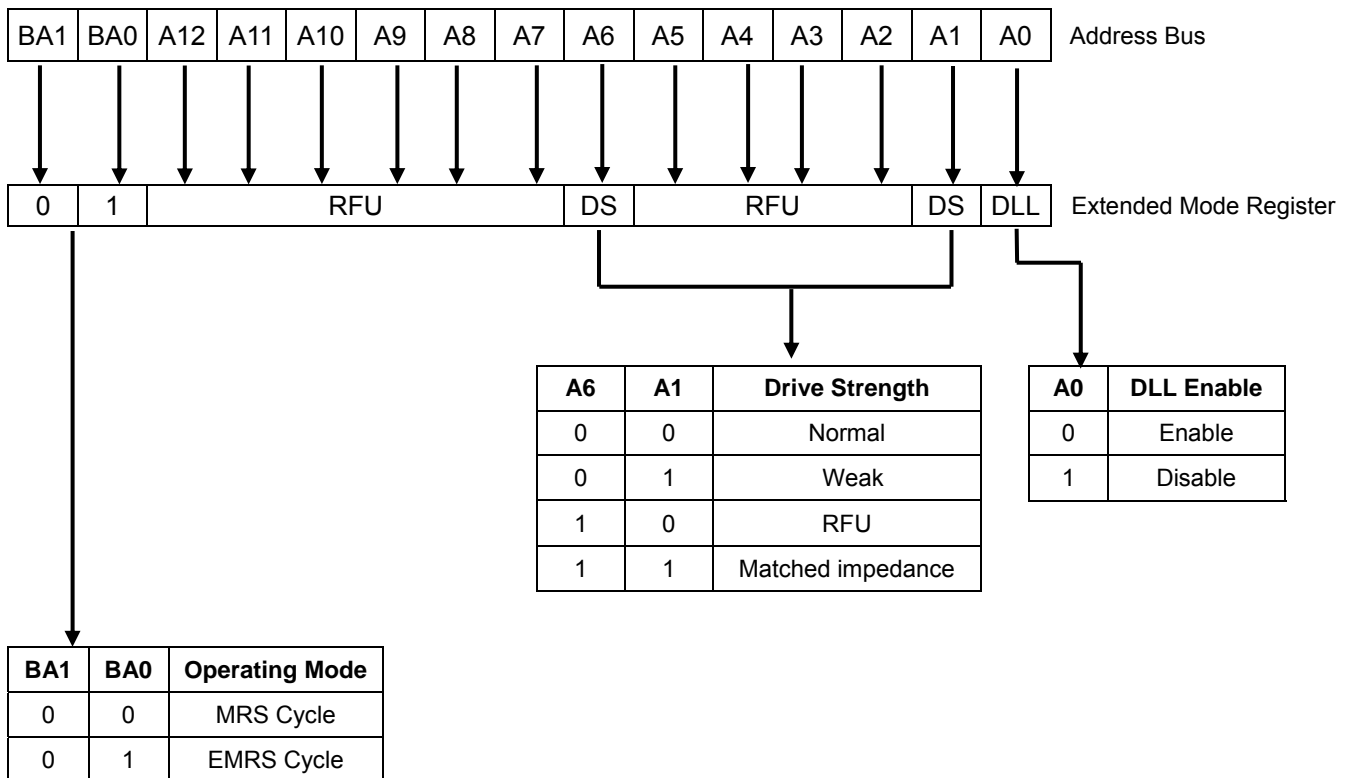 BA1 BA0 A12 A11 A10 A9 A8 A7 A6 A5 A4 A3 A2 A1 A0 Address Bus
0 1 RFU DS RFU DS DLL Extended Mode Register
A6 A1 Drive Strength
0 0 Normal
0 1 Weak
1 0 RFU
1 1 Matched impedance
A0 DLL Enable
0 Enable
1 Disable
BA1 BA0 Operating Mode
0 0 MRS Cycle
0 1 EMRS Cycle